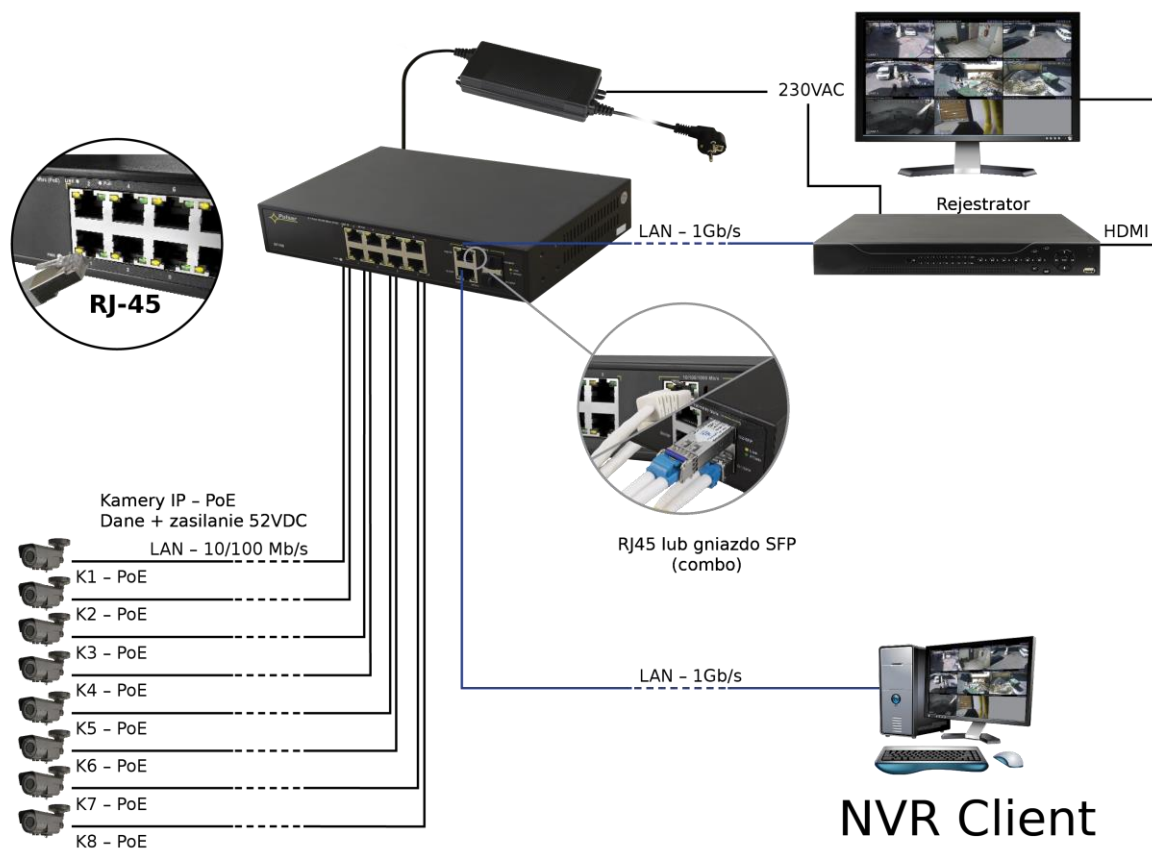 230VAC
Rejestrator
LAN – 1Gb/s
HDMI
Pulsar
RJ-45
Kamery IP – PoE
Dane + zasilanie 52VDC
LAN – 10/100 Mb/s
RJ45 lub gniazdo SFP
(combo)
K1 – PoE
K2 – PoE
K3 – PoE
K4 – PoE
K5 – PoE
K6 – PoE
K7 – PoE
K8 – PoE
LAN – 1Gb/s
NVR Client